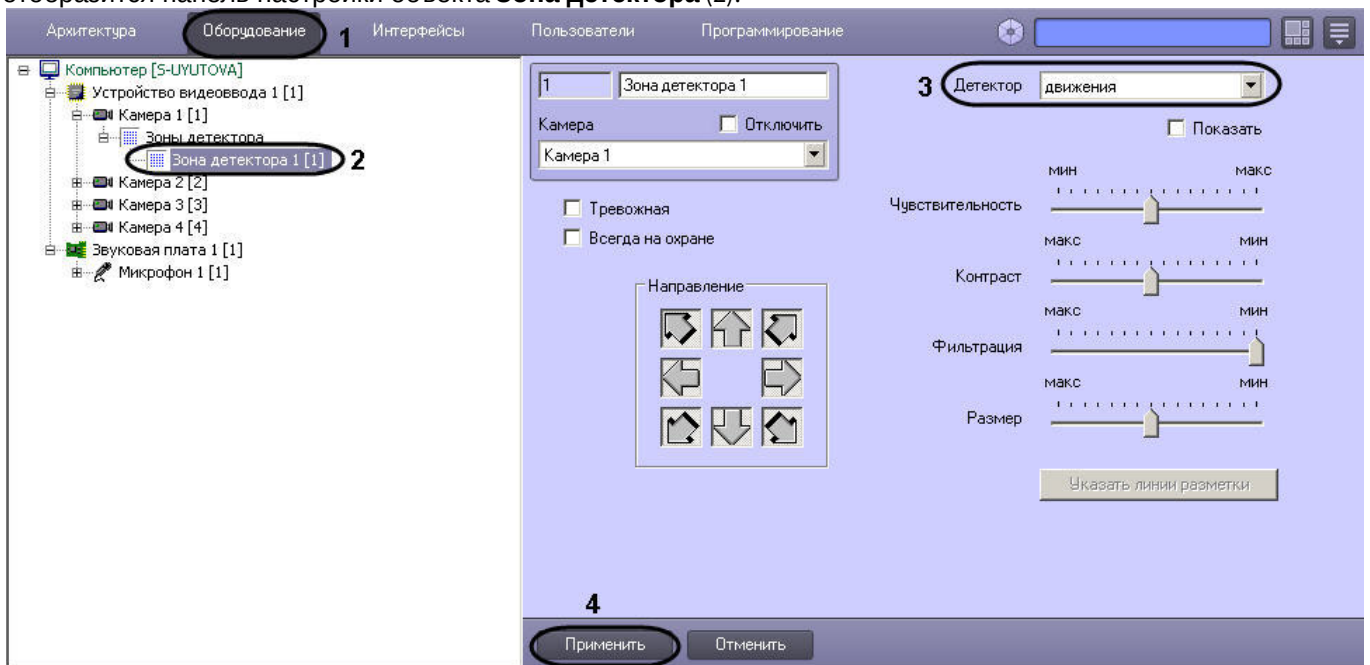 отобразится панель настройки объекта Зона детектора (2).
Архитектура Оборудование 1 Интерфейсы Пользователи Программирование
Компьютер [S-UYUTOVA]
Устройство видеоввода 1 [1]
Камера 1 [1]
Зоны детектора
Зона детектора 1 [1] 2
Камера 2 [2]
Камера 3 [3]
Камера 4 [4]
Звуковая плата 1 [1]
Микрофон 1 [1]
1 Зона детектора 1
Камера Отключить
Камера 1
Тревожная
Всегда на охране
Направление
3 Детектор движения
Показать
мин макс
Чувствительность
макс мин
Контраст
макс мин
Фильтрация
макс мин
Размер
Указать линии разметки
4
Применить Отменить